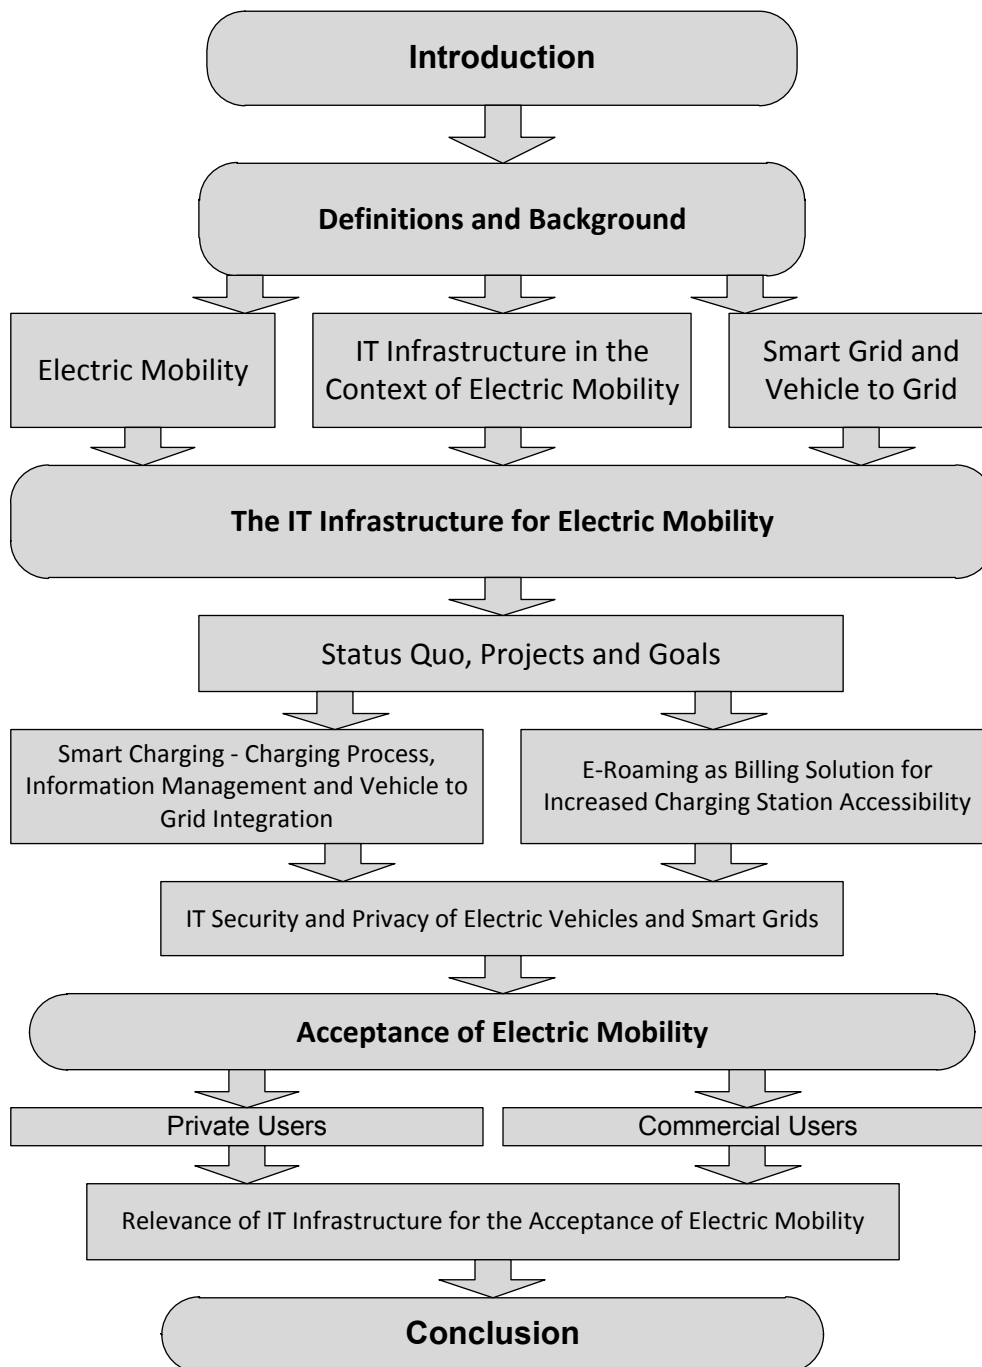 Introduction
Definitions and Background
Electric Mobility
IT Infrastructure in the
Context of Electric Mobility
Smart Grid and
Vehicle to Grid
The IT Infrastructure for Electric Mobility
Status Quo, Projects and Goals
Smart Charging - Charging Process,
Information Management and Vehicle to
Grid Integration
E-Roaming as Billing Solution for
Increased Charging Station Accessibility
IT Security and Privacy of Electric Vehicles and Smart Grids
Acceptance of Electric Mobility
Private Users
Commercial Users
Relevance of IT Infrastructure for the Acceptance of Electric Mobility
Conclusion